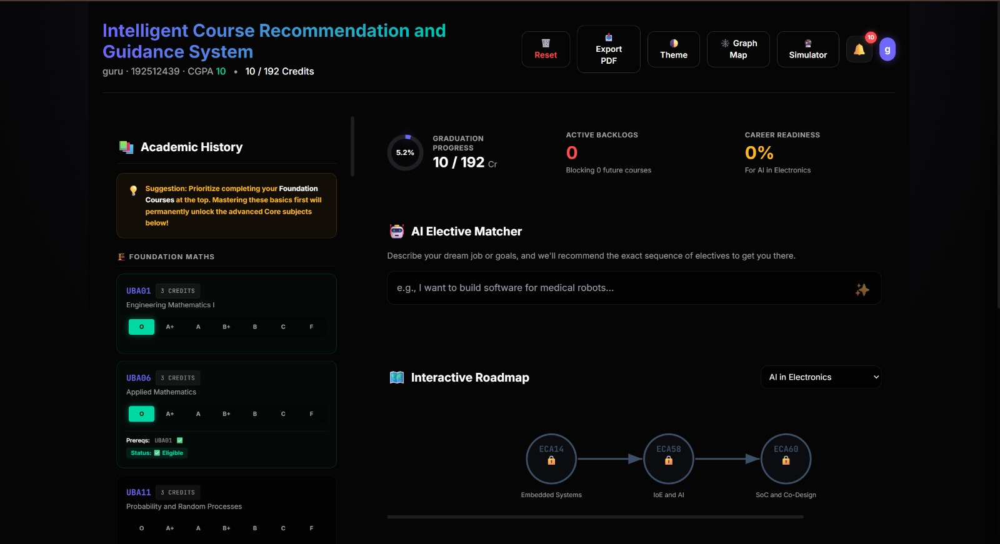 Intelligent Course Recommendation and
Guidance System
guru · 192512439 · CGPA 10 • 10 / 192 Credits
Reset
Export
PDF
Theme
Graph
Map
Simulator
10
g
Academic History
Suggestion: Prioritize completing your Foundation
Courses at the top. Mastering these basics first will
permanently unlock the advanced Core subjects
below!
FOUNDATION MATHS
UBA01 3 CREDITS
Engineering Mathematics I
O A+ A B+ B C F
UBA06 3 CREDITS
Applied Mathematics
O A+ A B+ B C F
Prereqs: UBA01 ✅
Status: ✅ Eligible
UBA11 3 CREDITS
Probability and Random Processes
O A+ A B+ B C F
5.2%
GRADUATION
PROGRESS
10 / 192 Cr
ACTIVE BACKLOGS
0
Blocking 0 future courses
CAREER READINESS
0%
For AI in Electronics
AI Elective Matcher
Describe your dream job or goals, and we'll recommend the exact sequence of electives to get you there.
e.g., I want to build software for medical robots...
Interactive Roadmap
AI in Electronics
ECA14
ECA58
ECA60
Embedded Systems
IoE and AI
SoC and Co-Design